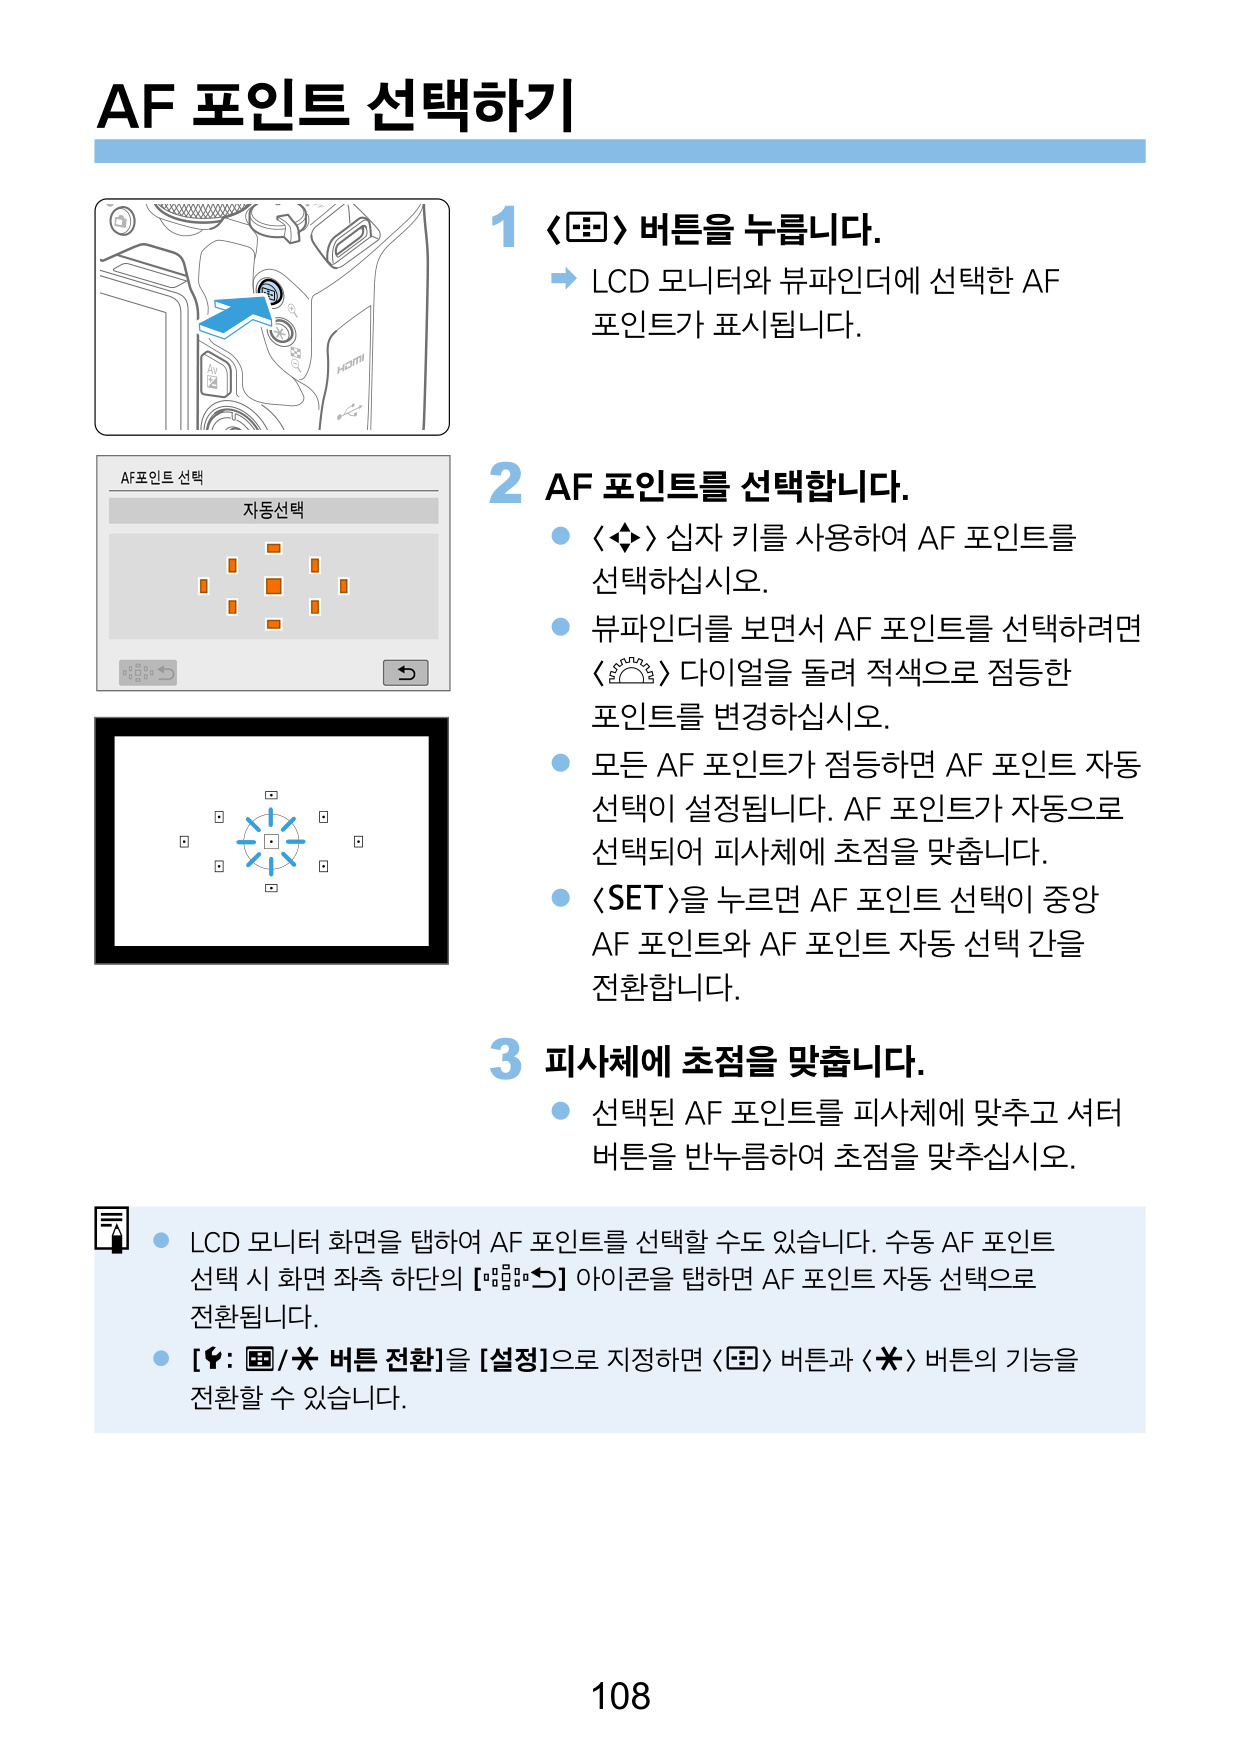 AF 포인트 선택하기
Av
HDMI
1 〈 〉 버튼을 누릅니다.
LCD 모니터와 뷰파인더에 선택한 AF
포인트가 표시됩니다.
AF포인트 선택
자동선택
2 AF 포인트를 선택합니다.
● 〈 〉 십자 키를 사용하여 AF 포인트를
선택하십시오.
● 뷰파인더를 보면서 AF 포인트를 선택하려면
〈 〉 다이얼을 돌려 적색으로 점등한
포인트를 변경하십시오.
● 모든 AF 포인트가 점등하면 AF 포인트 자동
선택이 설정됩니다. AF 포인트가 자동으로
선택되어 피사체에 초점을 맞춥니다.
● 〈SET〉을 누르면 AF 포인트 선택이 중앙
AF 포인트와 AF 포인트 자동 선택 간을
전환합니다.
3 피사체에 초점을 맞춥니다.
● 선택된 AF 포인트를 피사체에 맞추고 셔터
버튼을 반누름하여 초점을 맞추십시오.
● LCD 모니터 화면을 탭하여 AF 포인트를 선택할 수도 있습니다. 수동 AF 포인트
선택 시 화면 좌측 하단의 [ ] 아이콘을 탭하면 AF 포인트 자동 선택으로
전환됩니다.
● [ : / 버튼 전환]을 [설정]으로 지정하면 〈 〉 버튼과 〈 〉 버튼의 기능을
전환할 수 있습니다.
108